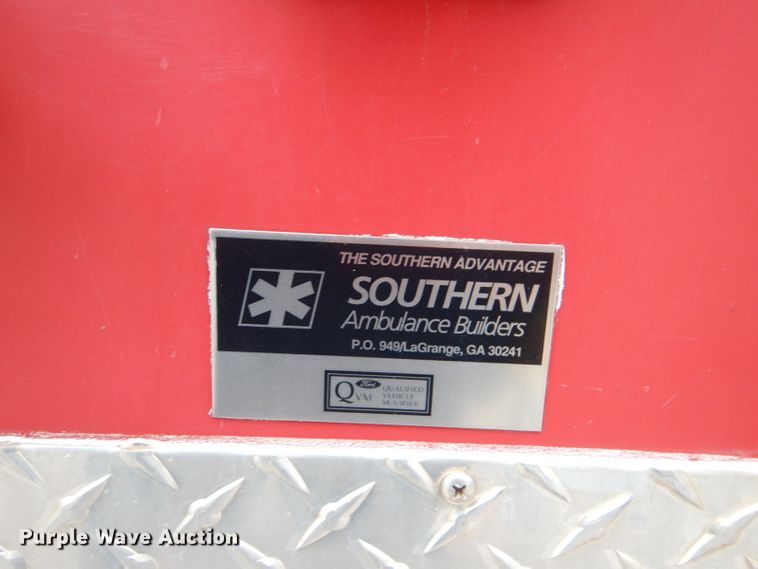 THE SOUTHERN ADVANTAGE
SOUTHERN
Ambulance Builders
P.O. 949/LaGrange, GA 30241
Ford
QVM
QUALIFIED
VEHICLE
MODIFIER
Purple Wave Auction